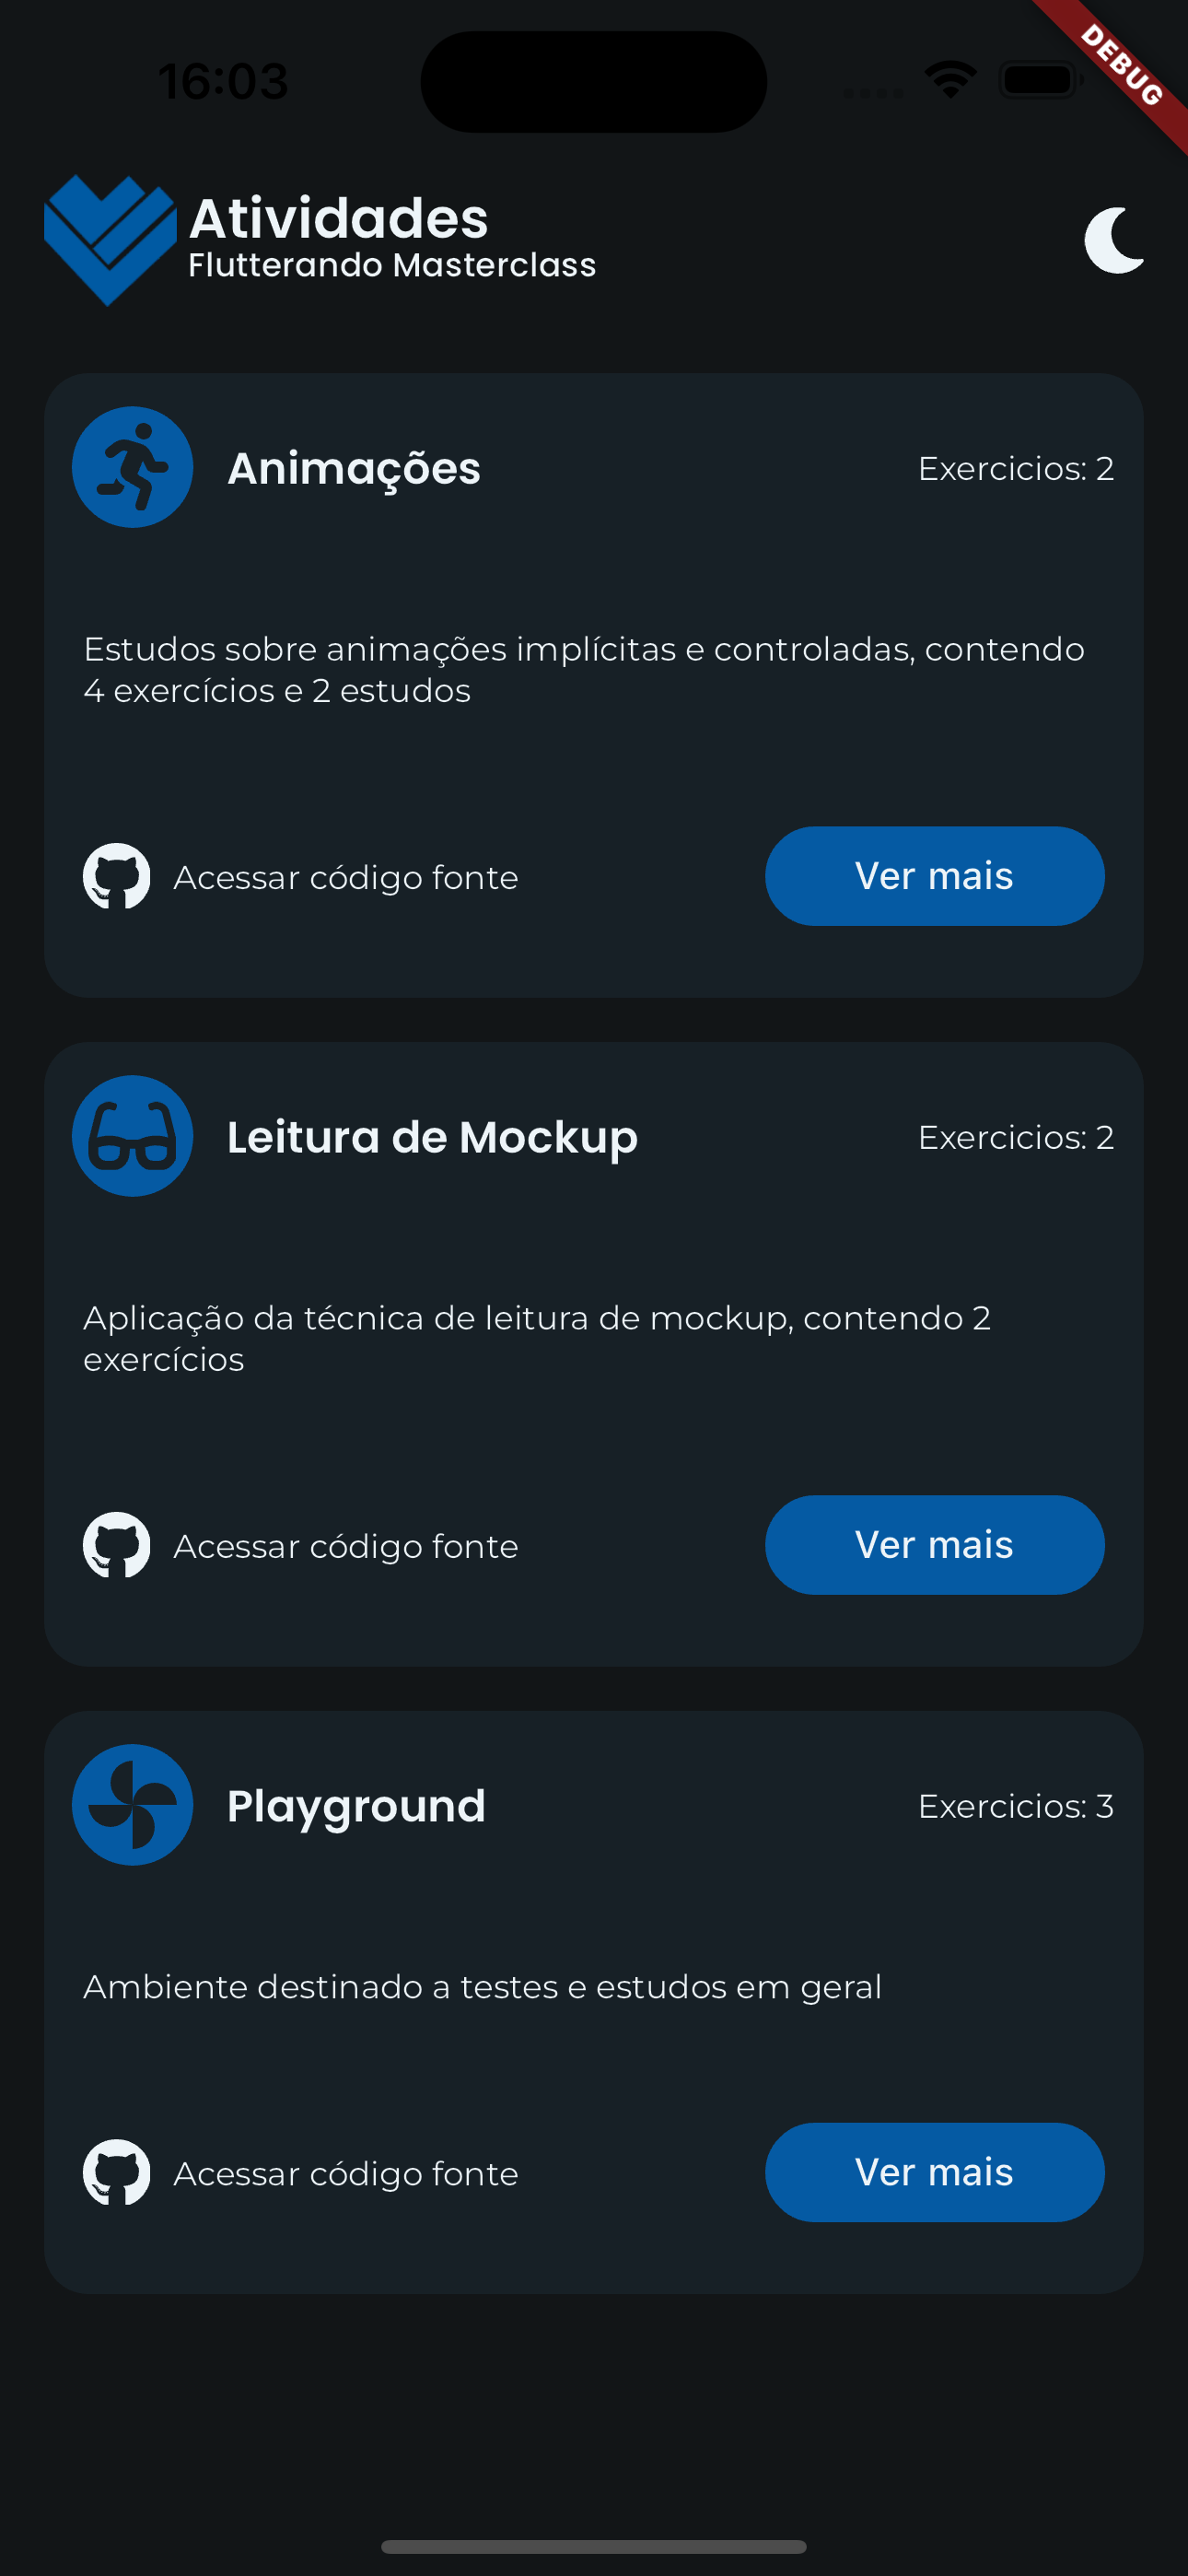 16:03
DEBUG
Atividades
Flutterando Masterclass
Animações
Exercicios: 2
Estudos sobre animações implícitas e controladas, contendo
4 exercícios e 2 estudos
Acessar código fonte
Ver mais
Leitura de Mockup
Exercicios: 2
Aplicação da técnica de leitura de mockup, contendo 2
exercícios
Acessar código fonte
Ver mais
Playground
Exercicios: 3
Ambiente destinado a testes e estudos em geral
Acessar código fonte
Ver mais